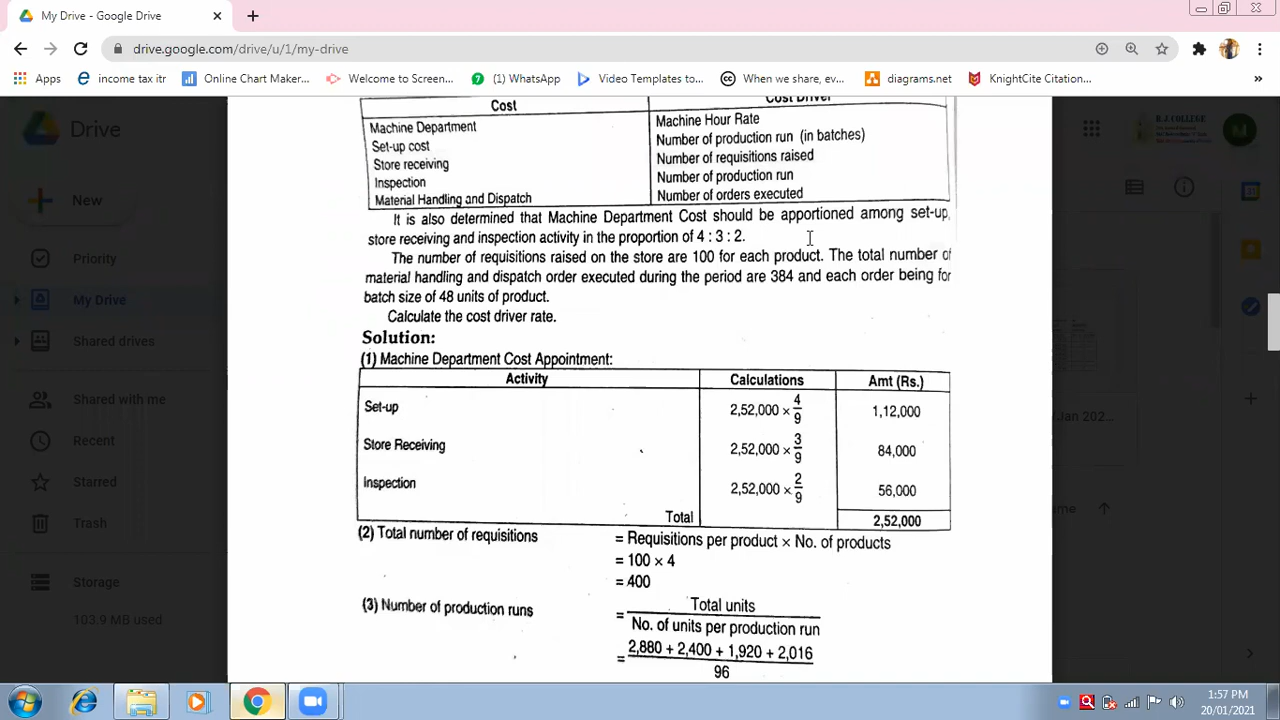 My Drive - Google Drive
drive.google.com/drive/u/1/my-drive
Apps income tax itr Online Chart Maker... Welcome to Screen... (1) WhatsApp Video Templates to... When we share, ev... diagrams.net KnightCite Citation... »
Drive
R.J.COLLEGE
M
New
Priority
My Drive
Shared drives
Shared with me
Recent
Starred
Trash
Storage
103.9 MB used
/Jan 202...
Cost Cost Driver
Machine Department Machine Hour Rate
Set-up cost Number of production run (in batches)
Store receiving Number of requisitions raised
Inspection Number of production run
Material Handling and Dispatch Number of orders executed
It is also determined that Machine Department Cost should be apportioned among set-up,
store receiving and inspection activity in the proportion of 4 : 3 : 2.
The number of requisitions raised on the store are 100 for each product. The total number of
material handling and dispatch order executed during the period are 384 and each order being for
batch size of 48 units of product.
Calculate the cost driver rate.
Solution:
(1) Machine Department Cost Appointment:
Activity Calculations Amt (Rs.)
Set-up 2,52,000 × 4/9 1,12,000
Store Receiving 2,52,000 × 3/9 84,000
Inspection 2,52,000 × 2/9 56,000
Total 2,52,000
(2) Total number of requisitions = Requisitions per product × No. of products
= 100 × 4
= 400
(3) Number of production runs = Total units
No. of units per production run
= 2,880 + 2,400 + 1,920 + 2,016
96
1:57 PM
20/01/2021